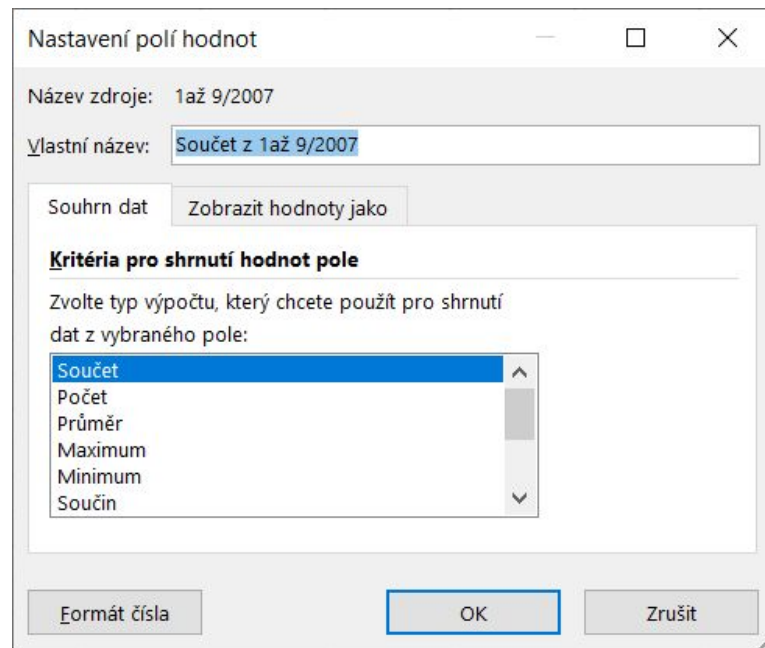 Nastavení polí hodnot
Název zdroje: 1až 9/2007
Vlastní název: Součet z 1až 9/2007
Souhrn dat Zobrazit hodnoty jako
Kritéria pro shrnutí hodnot pole
Zvolte typ výpočtu, který chcete použít pro shrnutí
dat z vybraného pole:
Součet
Počet
Průměr
Maximum
Minimum
Součin
Formát čísla OK Zrušit